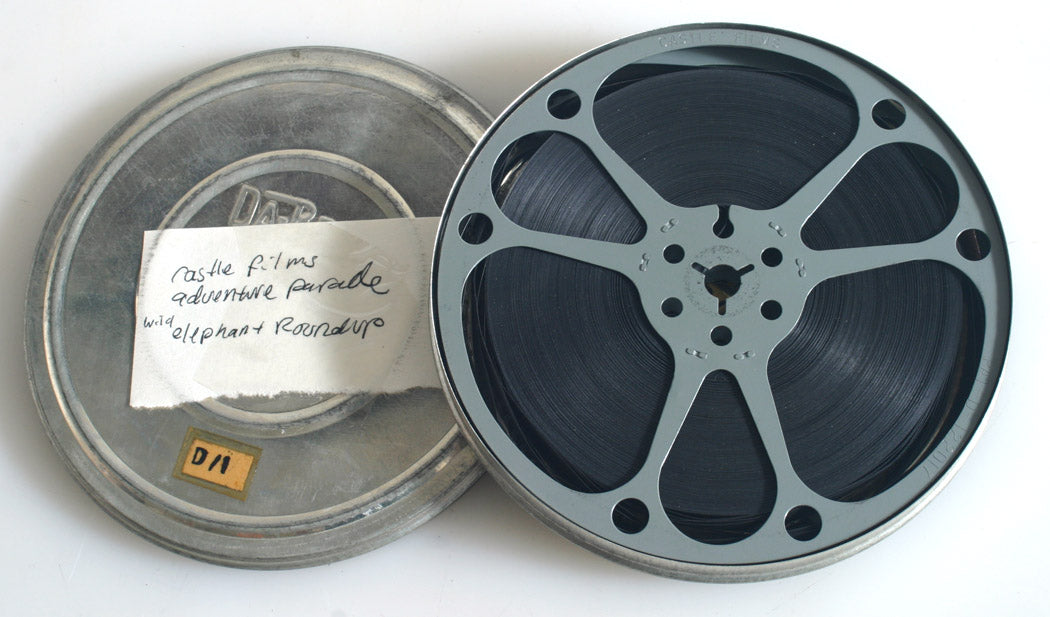 castle films
adventure parade
wild elephant Roundup
D/1
CASTLE FILMS